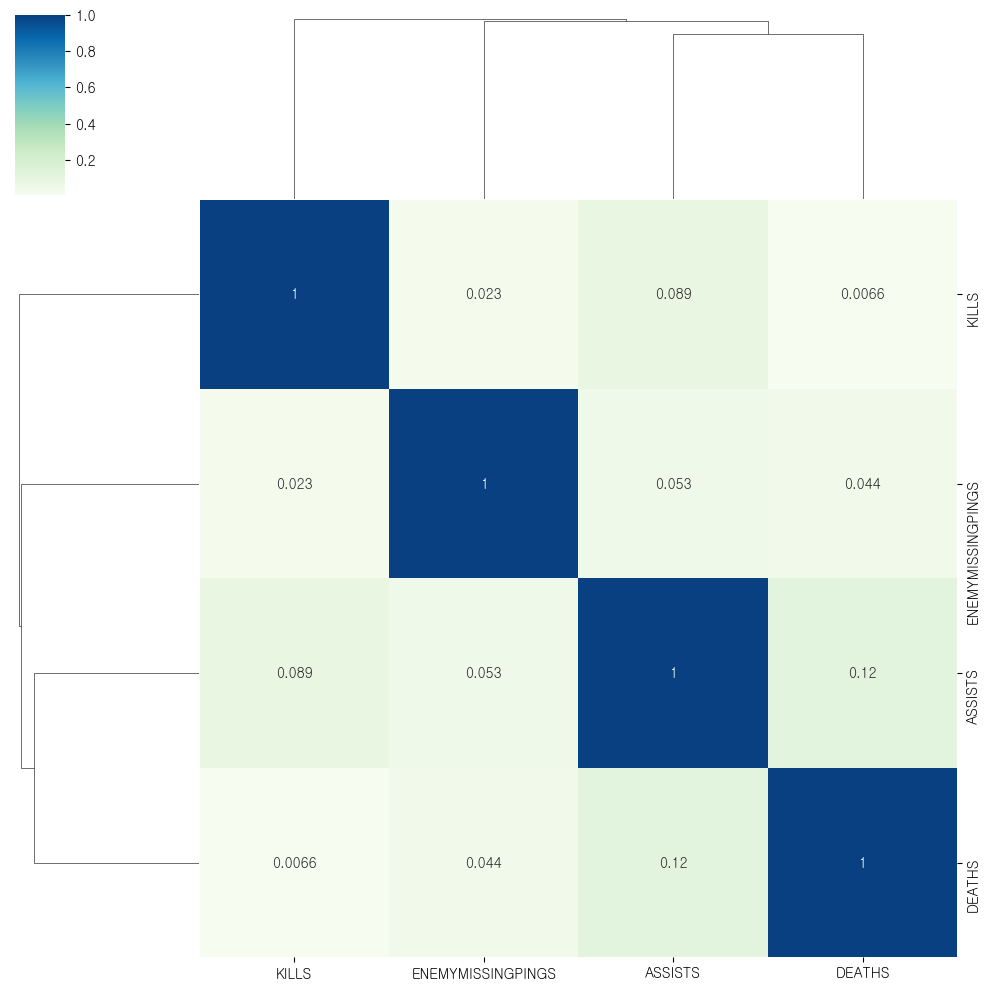 1.0
0.8
0.6
0.4
0.2
1 0.023 0.089 0.0066
KILLS
0.023 1 0.053 0.044
ENEMYMISSINGPINGS
0.089 0.053 1 0.12
ASSISTS
0.0066 0.044 0.12 1
DEATHS
KILLS ENEMYMISSINGPINGS ASSISTS DEATHS